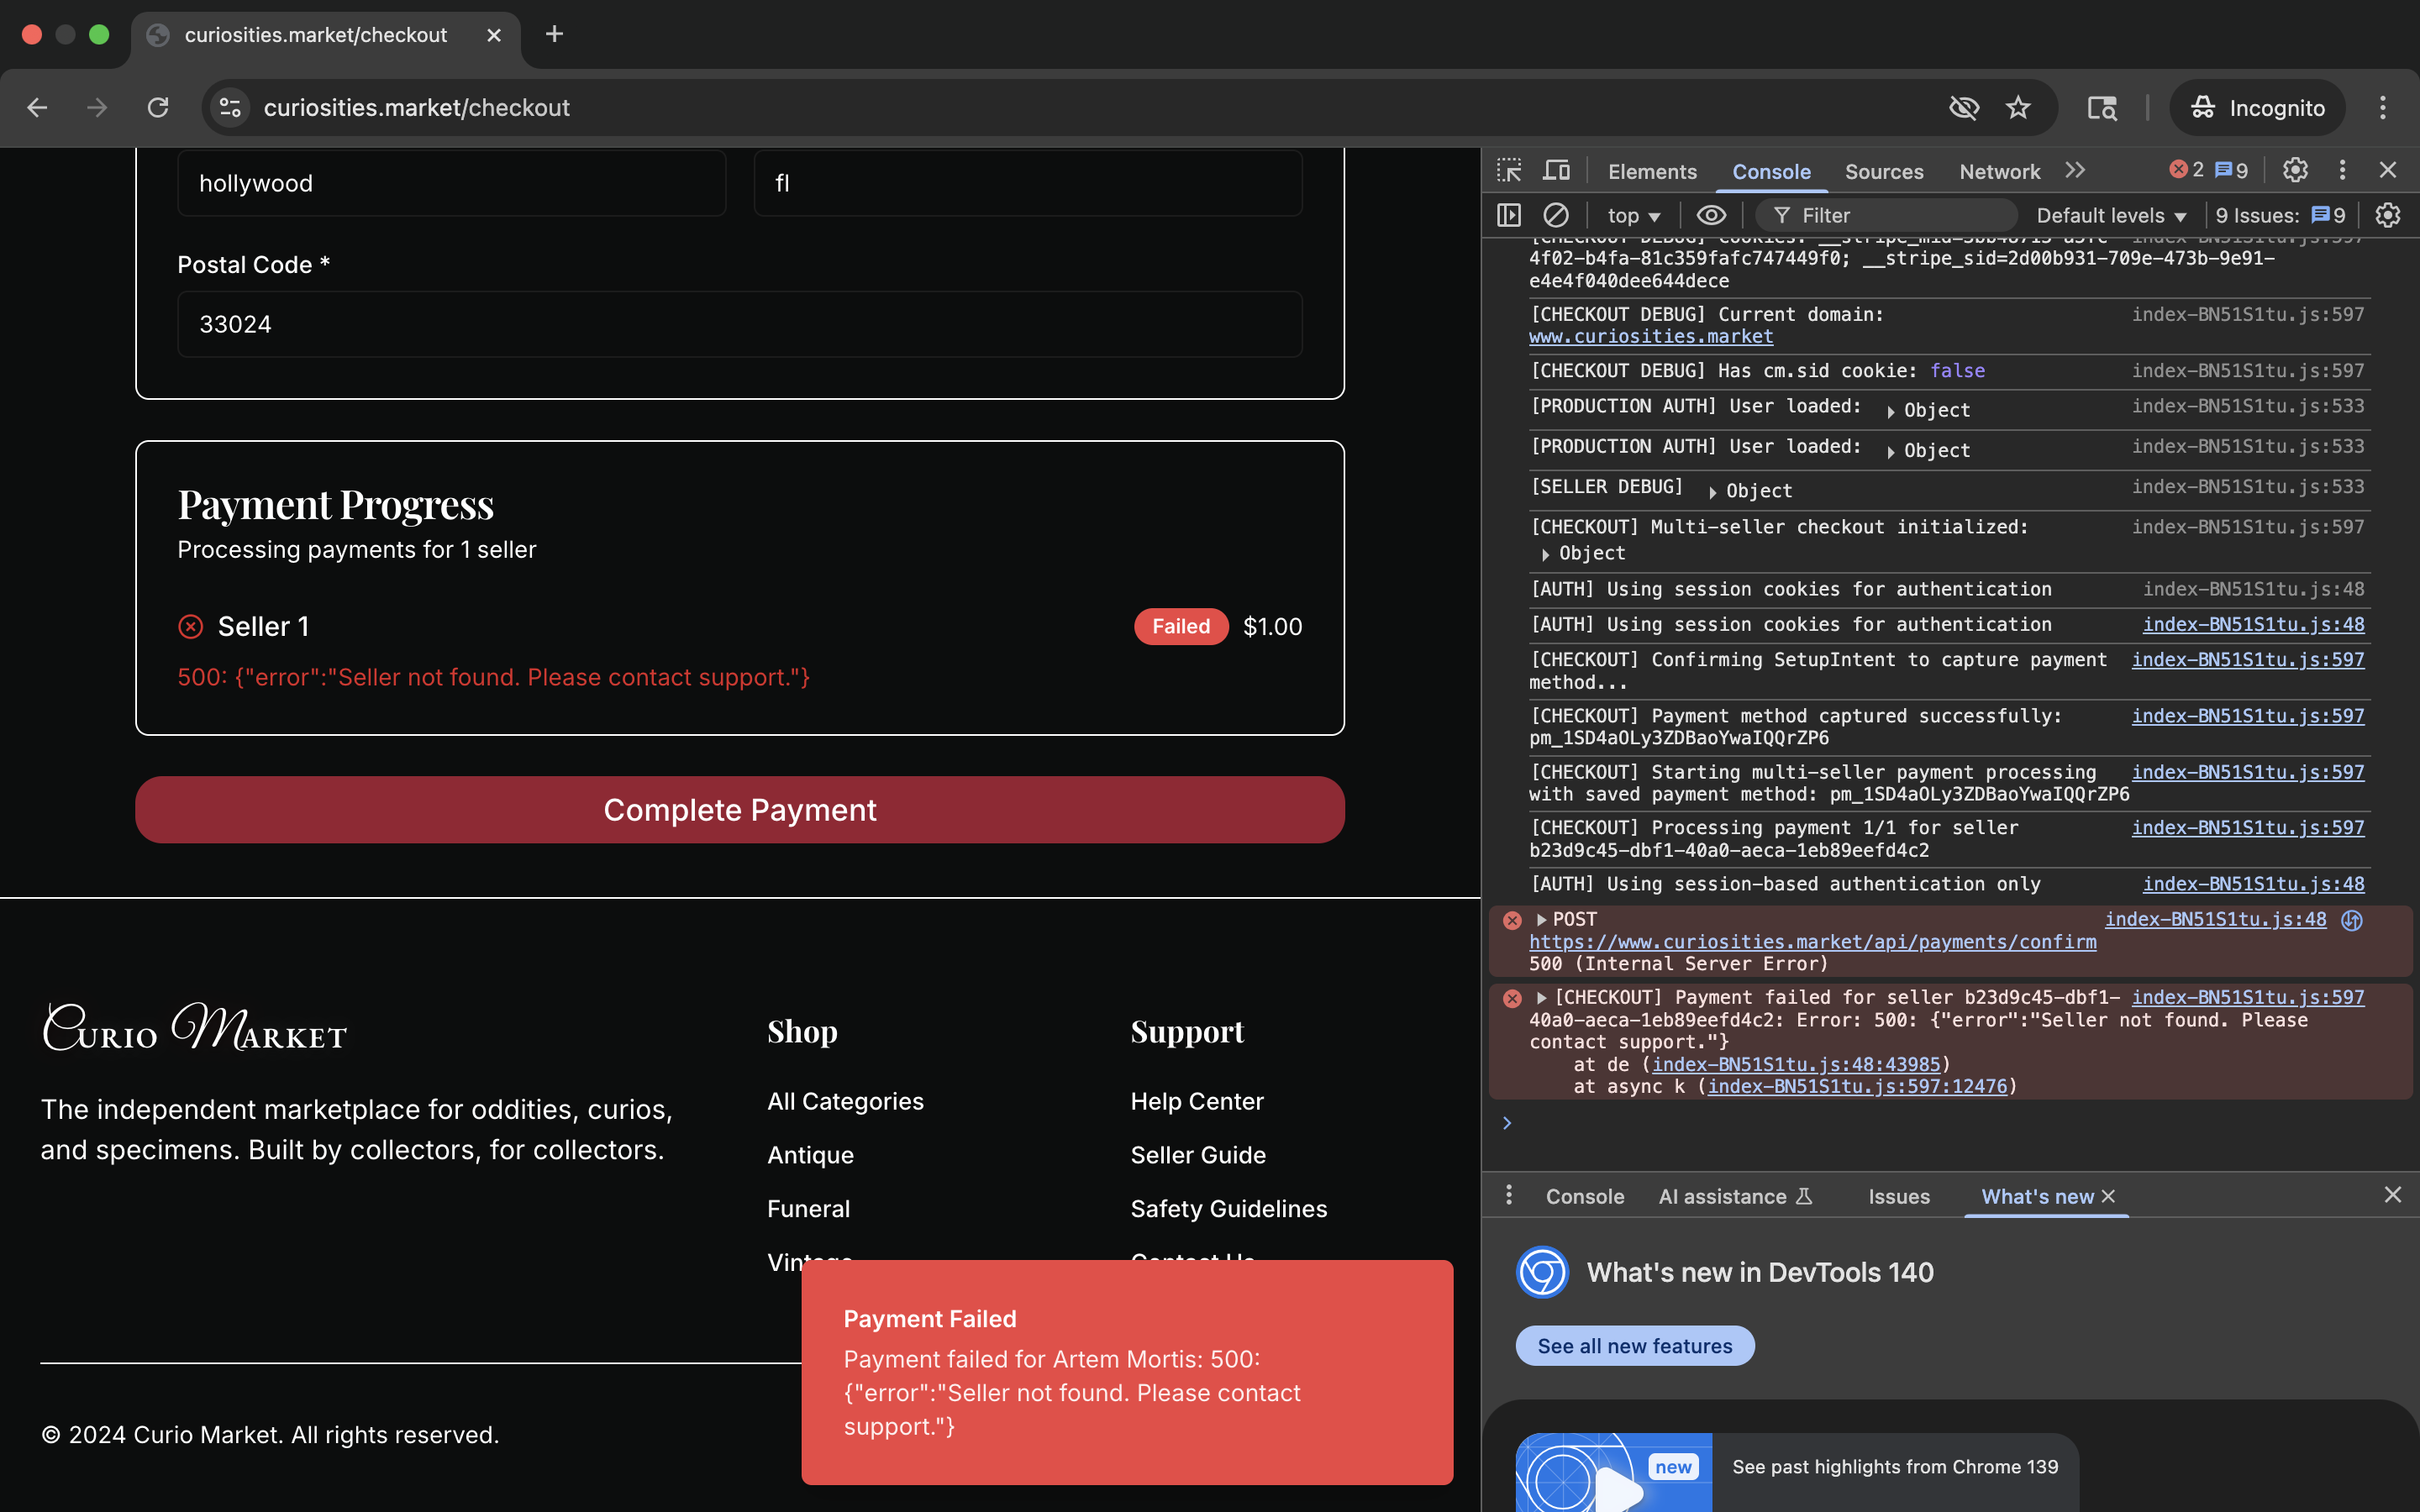 curiosities.market/checkout
curiosities.market/checkout
Incognito
hollywood
fl
Postal Code *
33024
Payment Progress
Processing payments for 1 seller
Seller 1
Failed
$1.00
500: {"error":"Seller not found. Please contact support."}
Complete Payment
Curio Market
The independent marketplace for oddities, curios,
and specimens. Built by collectors, for collectors.
Shop
All Categories
Antique
Funeral
Vintage
Support
Help Center
Seller Guide
Safety Guidelines
Contact Us
© 2024 Curio Market. All rights reserved.
Payment Failed
Payment failed for Artem Mortis: 500:
{"error":"Seller not found. Please contact
support."}
Elements
Console
Sources
Network
2
9
top
Filter
Default levels
9 Issues:
9
4f02-b4fa-81c359fafc747449f0; __stripe_sid=2d00b931-709e-473b-9e91-
e4e4f040dee644dece
[CHECKOUT DEBUG] Current domain: index-BN51S1tu.js:597
www.curiosities.market
[CHECKOUT DEBUG] Has cm.sid cookie: false index-BN51S1tu.js:597
[PRODUCTION AUTH] User loaded: Object index-BN51S1tu.js:533
[PRODUCTION AUTH] User loaded: Object index-BN51S1tu.js:533
[SELLER DEBUG] Object index-BN51S1tu.js:533
[CHECKOUT] Multi-seller checkout initialized: index-BN51S1tu.js:597
Object
[AUTH] Using session cookies for authentication index-BN51S1tu.js:48
[AUTH] Using session cookies for authentication index-BN51S1tu.js:48
[CHECKOUT] Confirming SetupIntent to capture payment index-BN51S1tu.js:597
method...
[CHECKOUT] Payment method captured successfully: index-BN51S1tu.js:597
pm_1SD4aOLy3ZDBaoYwaIQQrZP6
[CHECKOUT] Starting multi-seller payment processing index-BN51S1tu.js:597
with saved payment method: pm_1SD4aOLy3ZDBaoYwaIQQrZP6
[CHECKOUT] Processing payment 1/1 for seller index-BN51S1tu.js:597
b23d9c45-dbf1-40a0-aeca-1eb89eefd4c2
[AUTH] Using session-based authentication only index-BN51S1tu.js:48
POST index-BN51S1tu.js:48
https://www.curiosities.market/api/payments/confirm
500 (Internal Server Error)
[CHECKOUT] Payment failed for seller b23d9c45-dbf1- index-BN51S1tu.js:597
40a0-aeca-1eb89eefd4c2: Error: 500: {"error":"Seller not found. Please
contact support."}
at de (index-BN51S1tu.js:48:43985)
at async k (index-BN51S1tu.js:597:12476)
Console
AI assistance
Issues
What's new
What's new in DevTools 140
See all new features
new
See past highlights from Chrome 139